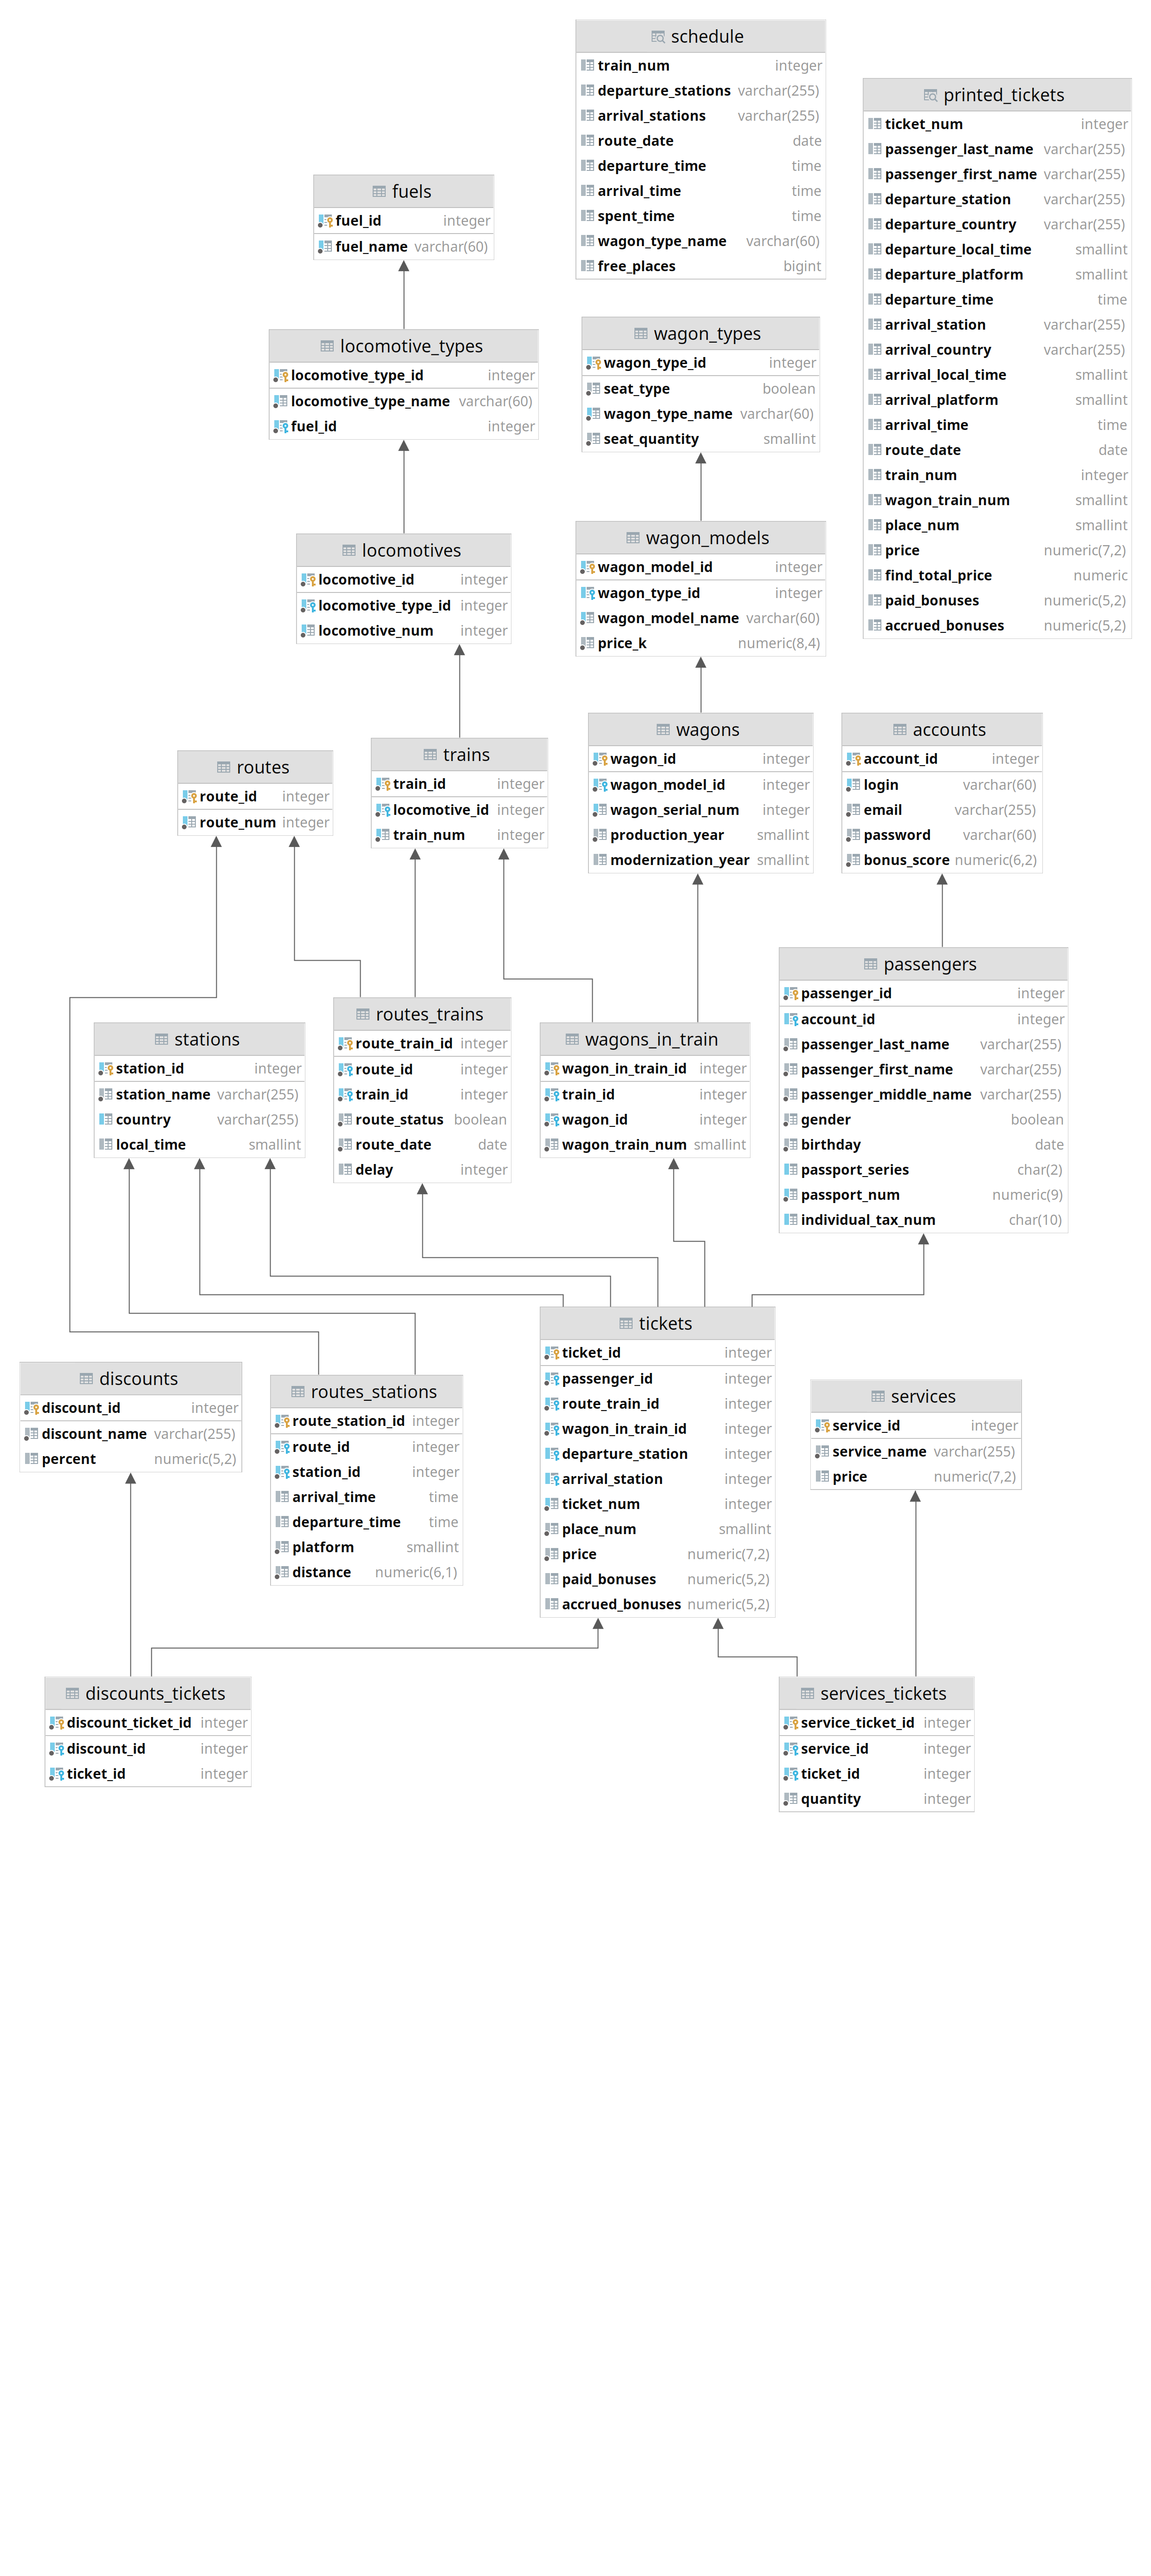 schedule
train_num integer
departure_stations varchar(255)
arrival_stations varchar(255)
route_date date
departure_time time
arrival_time time
spent_time time
wagon_type_name varchar(60)
free_places bigint
printed_tickets
ticket_num integer
passenger_last_name varchar(255)
passenger_first_name varchar(255)
departure_station varchar(255)
departure_country varchar(255)
departure_local_time smallint
departure_platform smallint
departure_time time
arrival_station varchar(255)
arrival_country varchar(255)
arrival_local_time smallint
arrival_platform smallint
arrival_time time
route_date date
train_num integer
wagon_train_num smallint
place_num smallint
price numeric(7,2)
find_total_price numeric
paid_bonuses numeric(5,2)
accrued_bonuses numeric(5,2)
fuels
fuel_id integer
fuel_name varchar(60)
locomotive_types
locomotive_type_id integer
locomotive_type_name varchar(60)
fuel_id integer
wagon_types
wagon_type_id integer
seat_type boolean
wagon_type_name varchar(60)
seat_quantity smallint
locomotives
locomotive_id integer
locomotive_type_id integer
locomotive_num integer
wagon_models
wagon_model_id integer
wagon_type_id integer
wagon_model_name varchar(60)
price_k numeric(8,4)
routes
route_id integer
route_num integer
trains
train_id integer
locomotive_id integer
train_num integer
wagons
wagon_id integer
wagon_model_id integer
wagon_serial_num integer
production_year smallint
modernization_year smallint
accounts
account_id integer
login varchar(60)
email varchar(255)
password varchar(60)
bonus_score numeric(6,2)
passengers
passenger_id integer
account_id integer
passenger_last_name varchar(255)
passenger_first_name varchar(255)
passenger_middle_name varchar(255)
gender boolean
birthday date
passport_series char(2)
passport_num numeric(9)
individual_tax_num char(10)
stations
station_id integer
station_name varchar(255)
country varchar(255)
local_time smallint
routes_trains
route_train_id integer
route_id integer
train_id integer
route_status boolean
route_date date
delay integer
wagons_in_train
wagon_in_train_id integer
train_id integer
wagon_id integer
wagon_train_num smallint
tickets
ticket_id integer
passenger_id integer
route_train_id integer
wagon_in_train_id integer
departure_station integer
arrival_station integer
ticket_num integer
place_num smallint
price numeric(7,2)
paid_bonuses numeric(5,2)
accrued_bonuses numeric(5,2)
discounts
discount_id integer
discount_name varchar(255)
percent numeric(5,2)
routes_stations
route_station_id integer
route_id integer
station_id integer
arrival_time time
departure_time time
platform smallint
distance numeric(6,1)
services
service_id integer
service_name varchar(255)
price numeric(7,2)
discounts_tickets
discount_ticket_id integer
discount_id integer
ticket_id integer
services_tickets
service_ticket_id integer
service_id integer
ticket_id integer
quantity integer